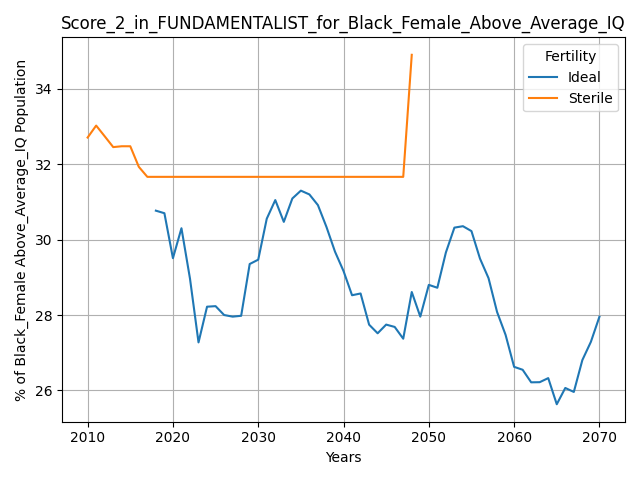 Score_2_in_FUNDAMENTALIST_for_Black_Female_Above_Average_IQ
% of Black_Female Above_Average_IQ Population
34
32
30
28
26
Fertility
Ideal
Sterile
2010
2020
2030
2040
2050
2060
2070
Years